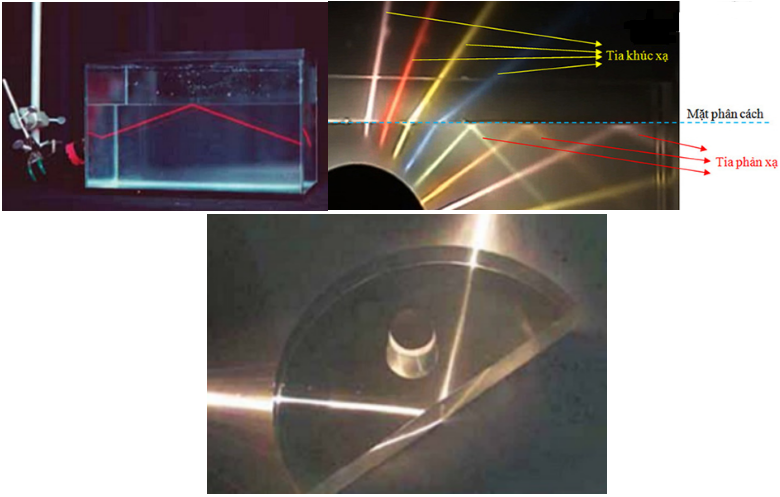 Tia khúc xạ
Mặt phân cách
Tia phản xạ